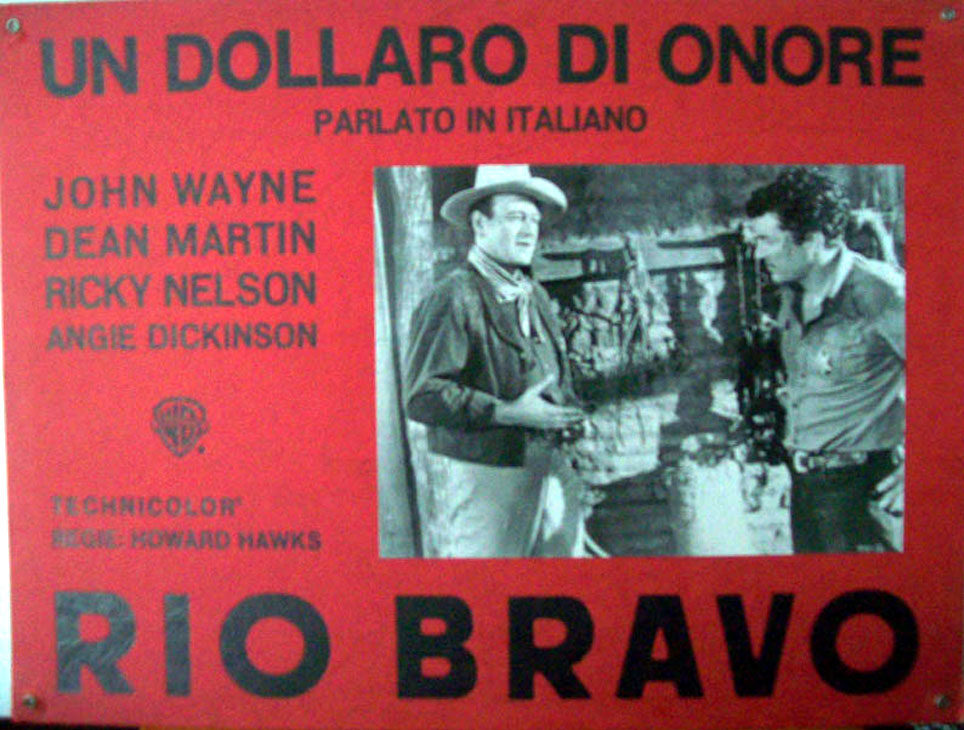 UN DOLLARO DI ONORE
PARLATO IN ITALIANO
JOHN WAYNE
DEAN MARTIN
RICKY NELSON
ANGIE DICKINSON
TECHNICOLOR
REGIE: HOWARD HAWKS
RIO BRAVO